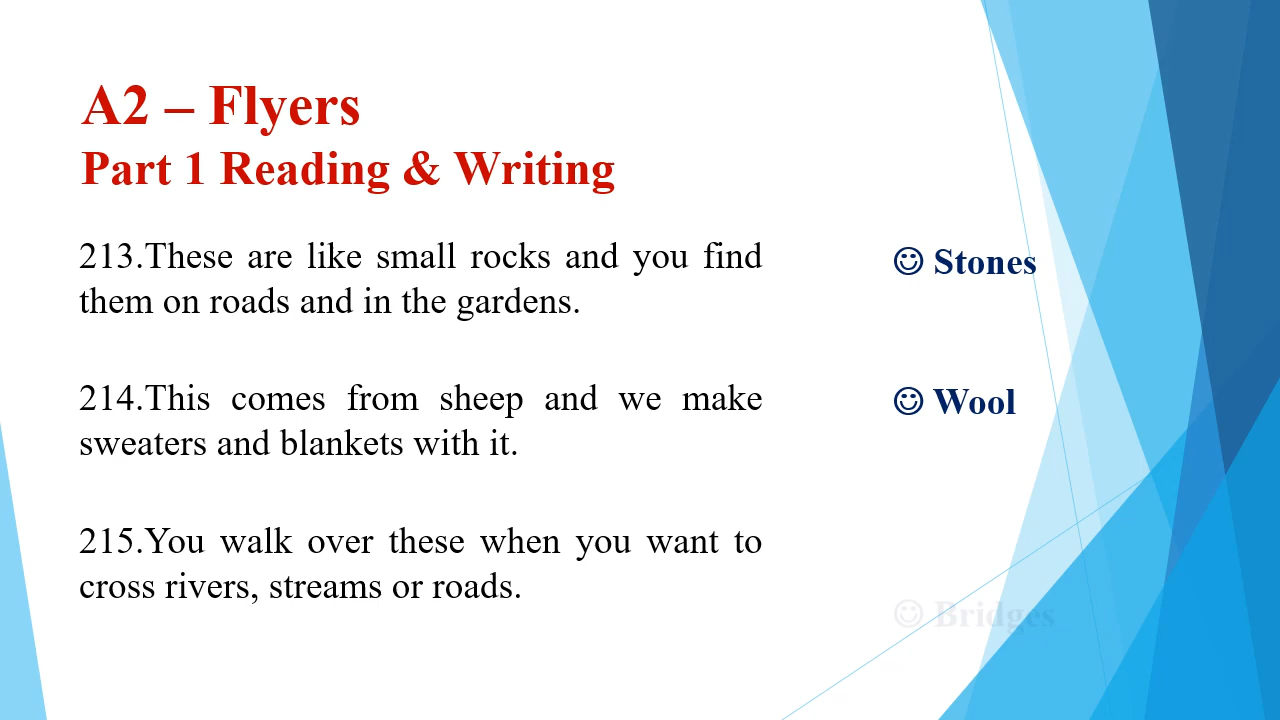 A2 – Flyers
Part 1 Reading & Writing
213.These are like small rocks and you find
them on roads and in the gardens.
☺ Stones
214.This comes from sheep and we make
sweaters and blankets with it.
☺ Wool
215.You walk over these when you want to
cross rivers, streams or roads.
☺ Bridges